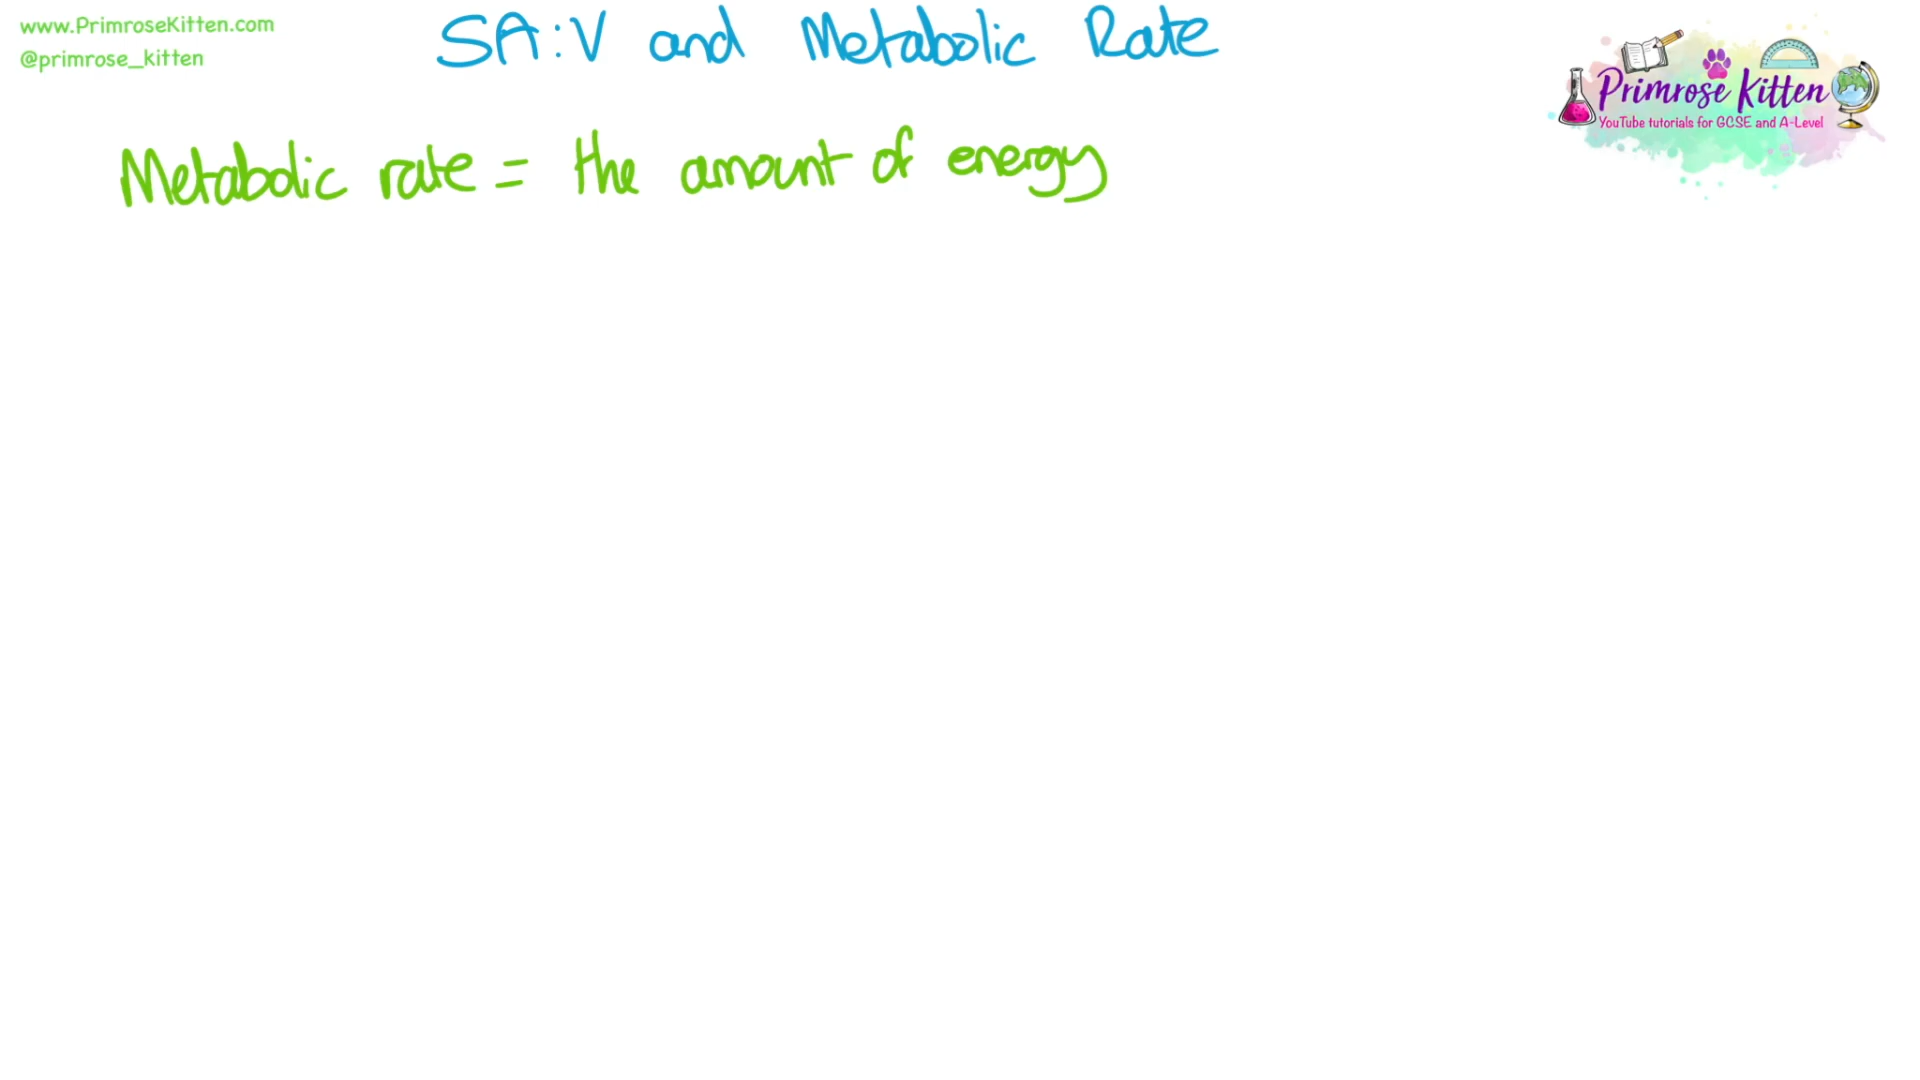 www.PrimroseKitten.com
@primrose_kitten
SA:V and Metabolic Rate
Primrose Kitten
YouTube tutorials for GCSE and A-Level
Metabolic rate = the amount of energy